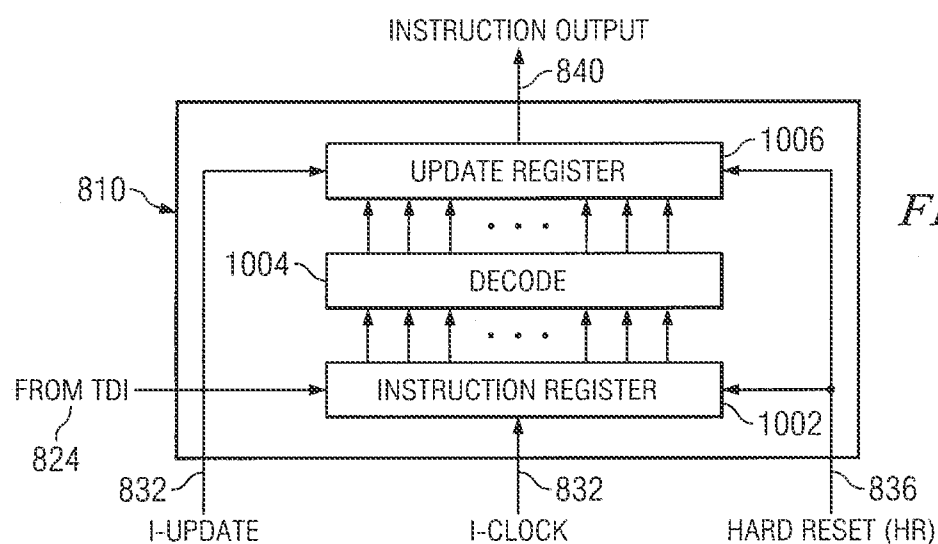 INSTRUCTION OUTPUT
840
1006
UPDATE REGISTER
810
1004
DECODE
FROM TDI
INSTRUCTION REGISTER
1002
824
832
832
836
I-UPDATE
I-CLOCK
HARD RESET (HR)